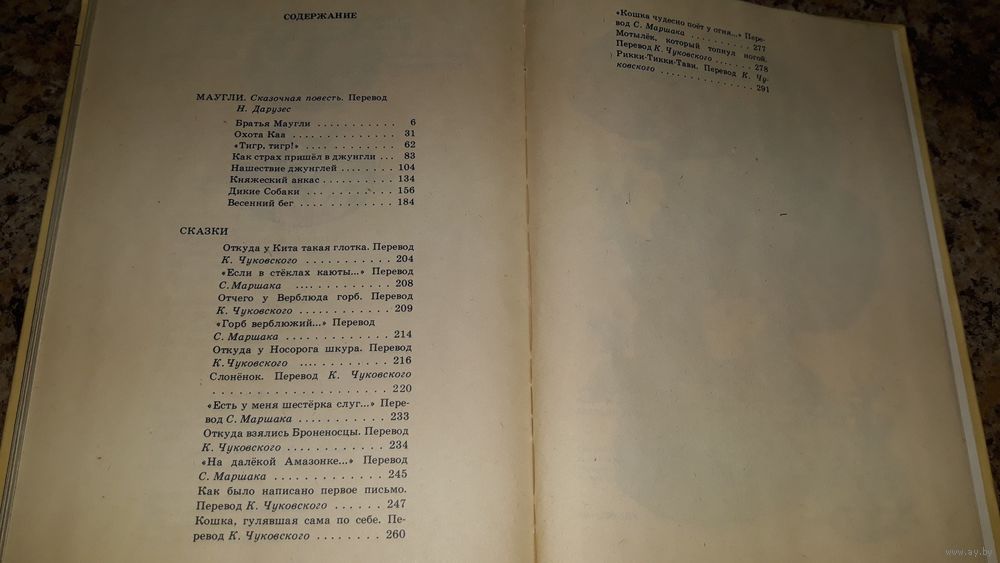 СОДЕРЖАНИЕ
МАУГЛИ. Сказочная повесть. Перевод
Н. Дарузес
Братья Маугли . . . . . . . . . . . 6
Охота Каа . . . . . . . . . . . . . . 31
«Тигр, тигр!» . . . . . . . . . . . . 62
Как страх пришёл в джунгли . . . 83
Нашествие джунглей . . . . . . . . 104
Княжеский анкас . . . . . . . . . . . 134
Дикие Собаки . . . . . . . . . . . 156
Весенний бег . . . . . . . . . . . . 184
СКАЗКИ
Откуда у Кита такая глотка. Перевод
К. Чуковского . . . . . . . . . . . 204
«Если в стёклах каюты...» Перевод
С. Маршака . . . . . . . . . . . . 208
Отчего у Верблюда горб. Перевод
К. Чуковского . . . . . . . . . . . 209
«Горб верблюжий...» Перевод
С. Маршака . . . . . . . . . . . . . 214
Откуда у Носорога шкура. Перевод
К. Чуковского . . . . . . . . . . 216
Слонёнок. Перевод К. Чуковского
. . . . . . . . . . . . . . . . . . . . . 220
«Есть у меня шестёрка слуг...» Пере-
вод С. Маршака . . . . . . . . . . . 233
Откуда взялись Броненосцы. Перевод
К. Чуковского . . . . . . . . . . . . 234
«На далёкой Амазонке...» Перевод
С. Маршака . . . . . . . . . . . . . 245
Как было написано первое письмо.
Перевод К. Чуковского . . . . . . 247
Кошка, гулявшая сама по себе. Пе-
ревод К. Чуковского . . . . . . . . 260
«Кошка чудесно поёт у огня...» Пере-
вод С. Маршака . . . . . . . . . . 277
Мотылёк, который топнул ногой.
Перевод К. Чуковского . . . . . . . 278
Рикки-Тикки-Тави. Перевод К. Чу-
ковского . . . . . . . . . . . . . . 291
www.ay.by